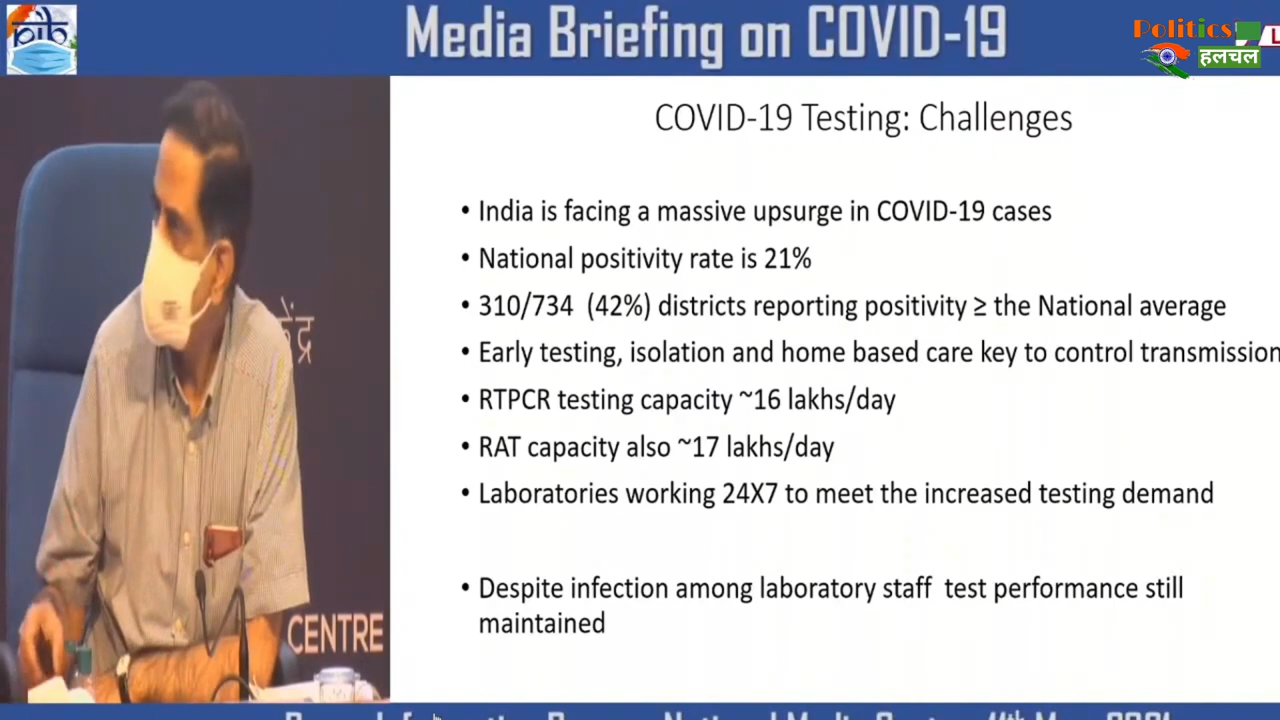 पtb
Media Briefing on COVID-19
Politics
हलचल
L
COVID-19 Testing: Challenges
• India is facing a massive upsurge in COVID-19 cases
• National positivity rate is 21%
• 310/734 (42%) districts reporting positivity ≥ the National average
• Early testing, isolation and home based care key to control transmission
• RTPCR testing capacity ~16 lakhs/day
• RAT capacity also ~17 lakhs/day
• Laboratories working 24X7 to meet the increased testing demand
• Despite infection among laboratory staff test performance still
maintained
CENTRE